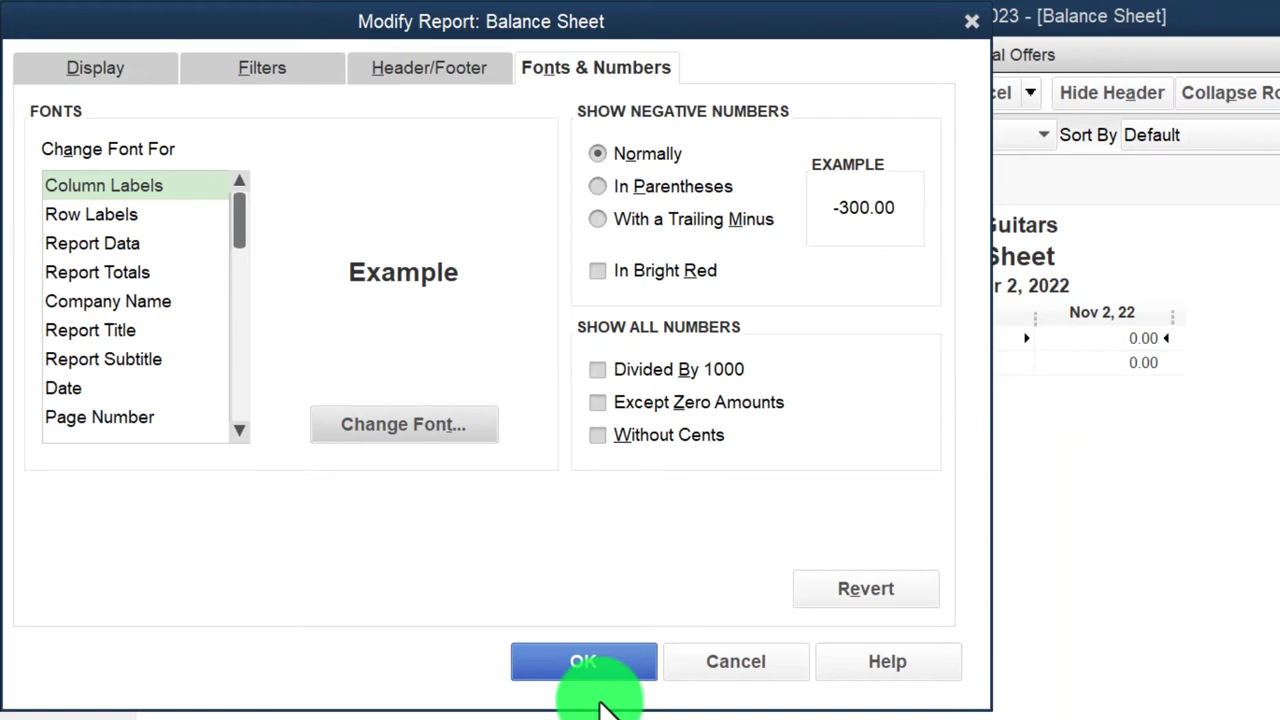 Modify Report: Balance Sheet
023 - [Balance Sheet]
Display
Filters
Header/Footer
Fonts & Numbers
al Offers
cel
Hide Header
Collapse Ro
Sort By
Default
FONTS
Change Font For
Column Labels
Row Labels
Report Data
Report Totals
Company Name
Report Title
Report Subtitle
Date
Page Number
Example
Change Font...
SHOW NEGATIVE NUMBERS
Normally
In Parentheses
With a Trailing Minus
In Bright Red
EXAMPLE
-300.00
SHOW ALL NUMBERS
Divided By 1000
Except Zero Amounts
Without Cents
Revert
OK
Cancel
Help
Guitars
Sheet
r 2, 2022
Nov 2, 22
0.00
0.00